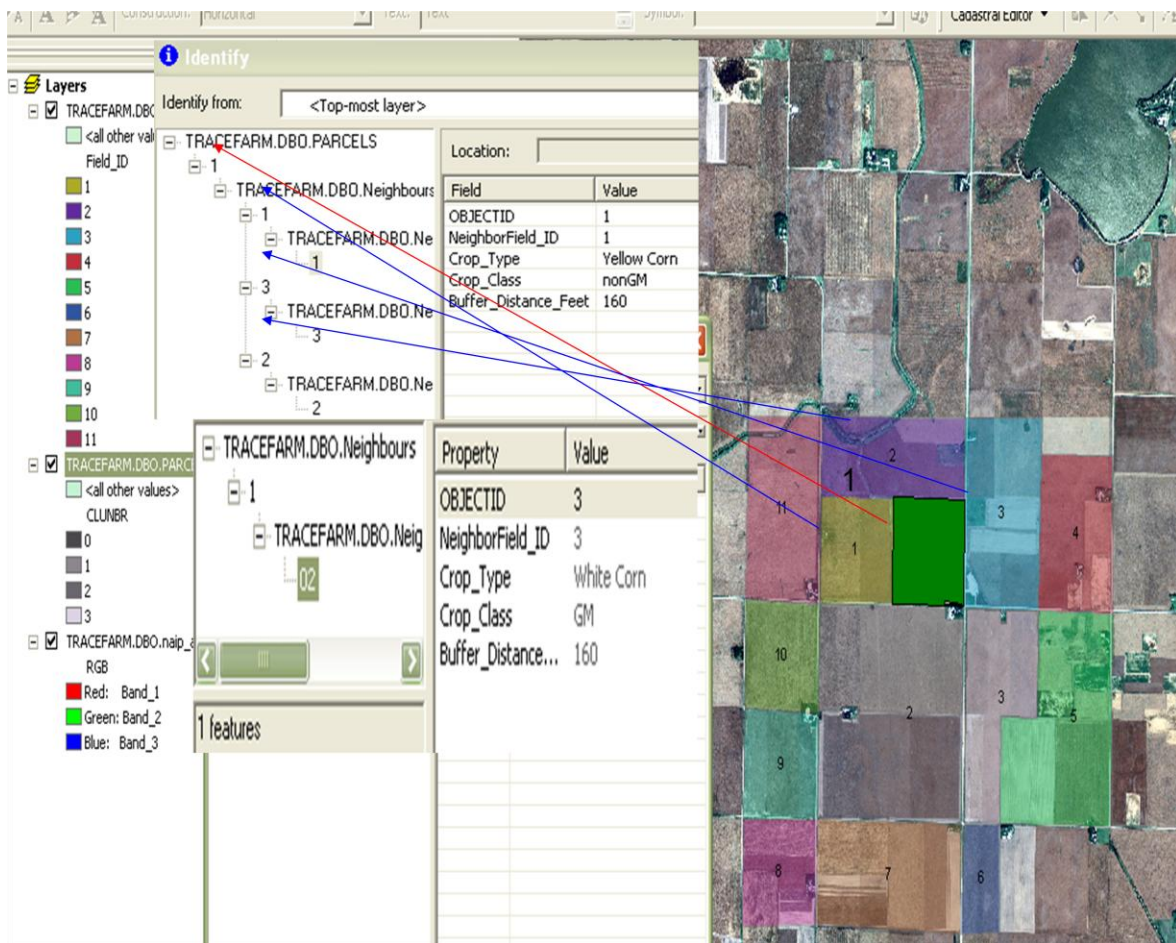 Construction:
Horizontal
Text:
Text
Symbol:
Cadastral Editor
Layers
TRACEFARM.DBO
<all other valu
Field_ID
1
2
3
4
5
6
7
8
9
10
11
TRACEFARM.DBO.PARCI
<all other values>
CLUNBR
0
1
2
3
TRACEFARM.DBO.naip_a
RGB
Red: Band_1
Green: Band_2
Blue: Band_3
Identify
Identify from:
<Top-most layer>
TRACEFARM.DBO.PARCELS
1
TRACEFARM.DBO.Neighbours
1
TRACEFARM.DBO.Ne
1
3
TRACEFARM.DBO.Ne
3
2
TRACEFARM.DBO.Ne
2
Location:
Field Value
OBJECTID 1
NeighborField_ID 1
Crop_Type Yellow Corn
Crop_Class nonGM
Buffer_Distance_Feet 160
TRACEFARM.DBO.Neighbours
1
TRACEFARM.DBO.Neig
02
1 features
Property Value
OBJECTID 3
NeighborField_ID 3
Crop_Type White Corn
Crop_Class GM
Buffer_Distance... 160
2
1
11
3
4
1
10
3
2
5
9
8
7
6